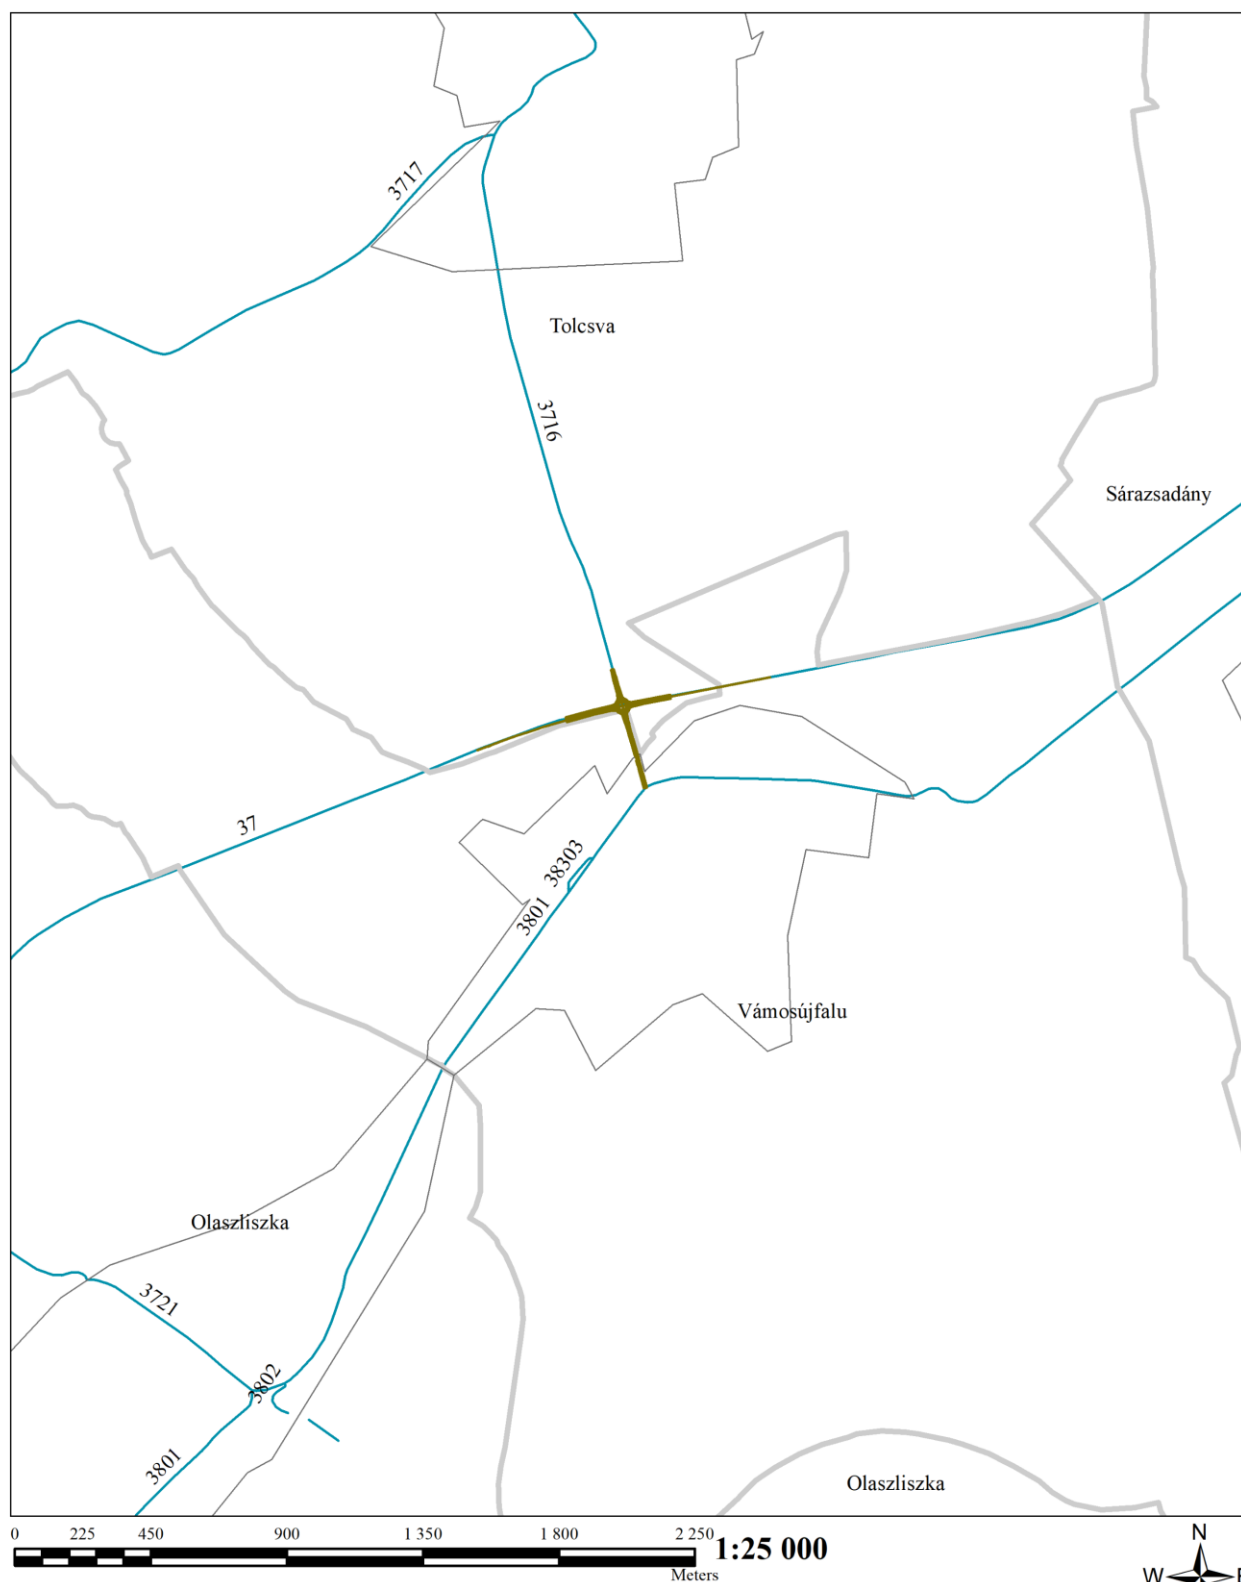 3717
Tolcsva
3716
Sárazsadány
37
38303
3801
Vámosújfalu
Olaszliszka
3721
3802
3801
Olaszliszka
0 225 450 900 1 350 1 800 2 250
Meters
1:25 000
N
W E